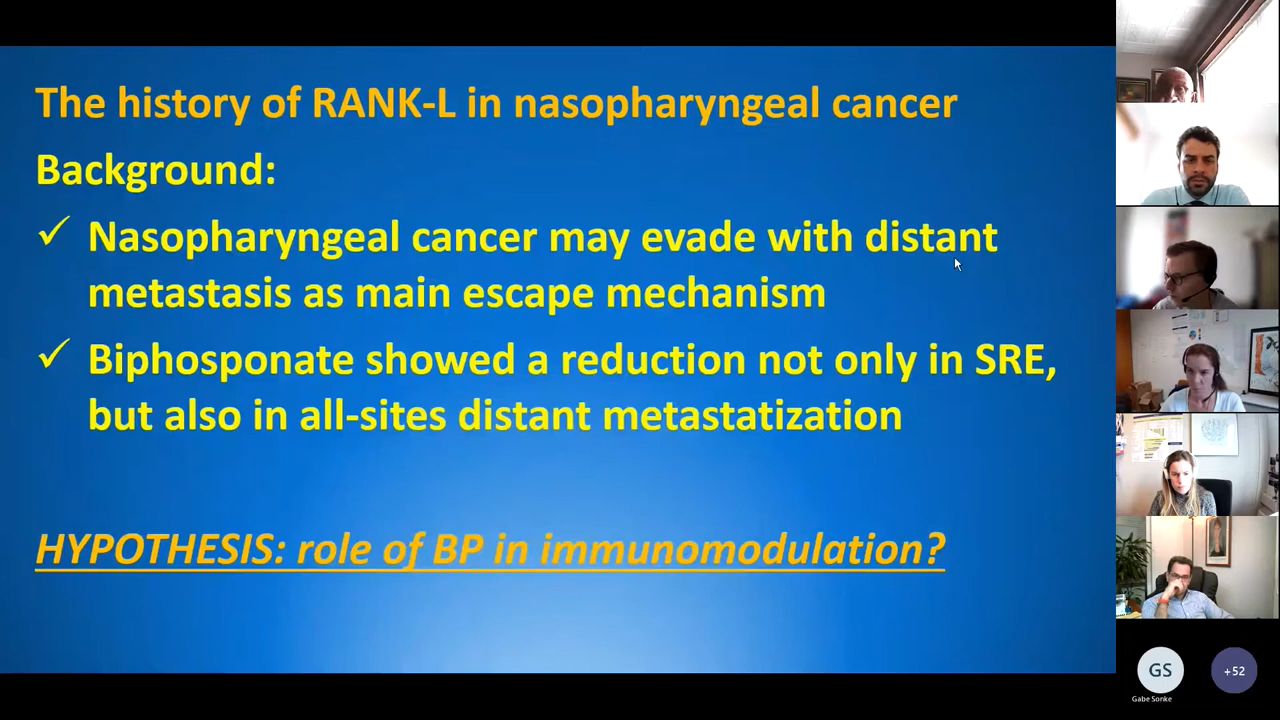 The history of RANK-L in nasopharyngeal cancer
Background:
✓ Nasopharyngeal cancer may evade with distant
metastasis as main escape mechanism
✓ Biphosponate showed a reduction not only in SRE,
but also in all-sites distant metastatization
HYPOTHESIS: role of BP in immunomodulation?
GS
+52
Gabe Sonke